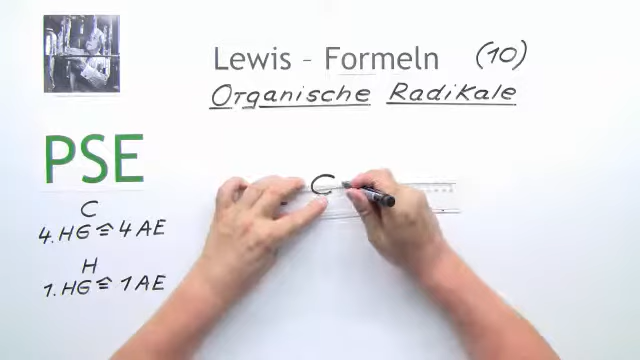 Lewis - Formeln (10)
Organische Radikale
PSE
C
4. HG ≙ 4 AE
H
1. HG ≙ 1 AE
C